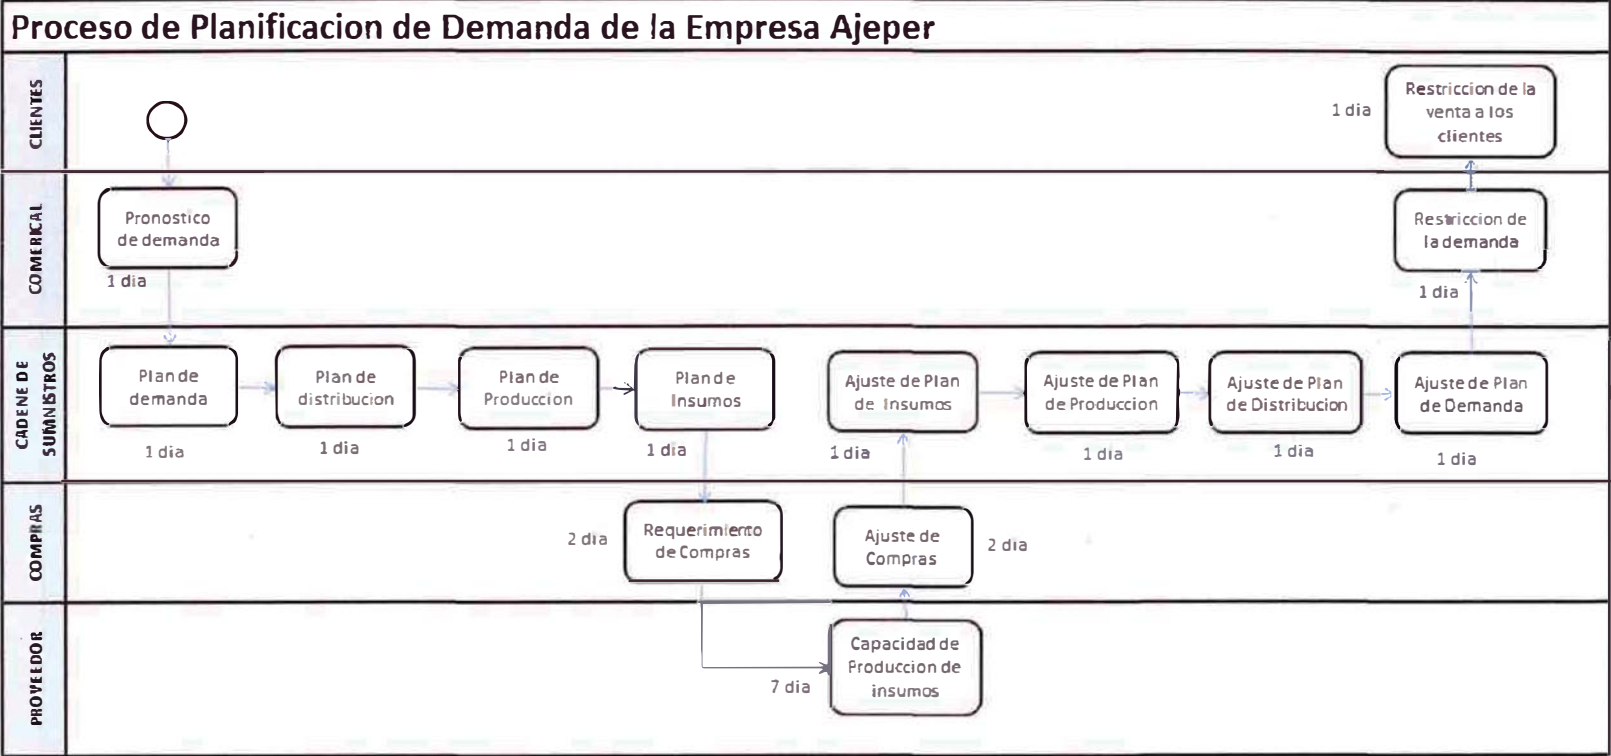 Proceso de Planificacion de Demanda de la Empresa Ajeper
CLIENTES
1 dia
Restriccion de la
venta a los
clientes
COMERICAL
Pronostico
de demanda
1 dia
Restriccion de
la demanda
1 dia
CADENE DE
SUMNISTROS
Plan de
demanda
1 dia
Plan de
distribucion
1 dia
Plan de
Produccion
1 dia
Plan de
Insumos
1 dia
Ajuste de Plan
de Insumos
1 dia
Ajuste de Plan
de Produccion
1 dia
Ajuste de Plan
de Distribucion
1 dia
Ajuste de Plan
de Demanda
1 dia
COMPRAS
2 dia
Requerimiento
de Compras
Ajuste de
Compras
2 dia
PROVEEDOR
7 dia
Capacidad de
Produccion de
insumos